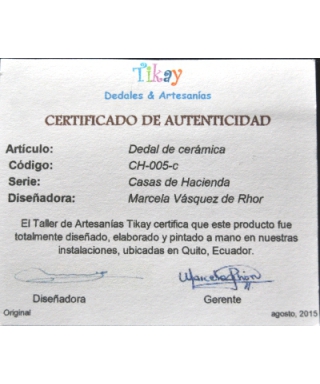 Tikay
Dedales & Artesanías
CERTIFICADO DE AUTENTICIDAD
Artículo: Dedal de cerámica
Código: CH-005-c
Serie: Casas de Hacienda
Diseñadora: Marcela Vásquez de Rhor
El Taller de Artesanías Tikay certifica que este producto fue
totalmente diseñado, elaborado y pintado a mano en nuestras
instalaciones, ubicadas en Quito, Ecuador.
Marcela Rhor
Diseñadora Gerente
Original agosto, 2015